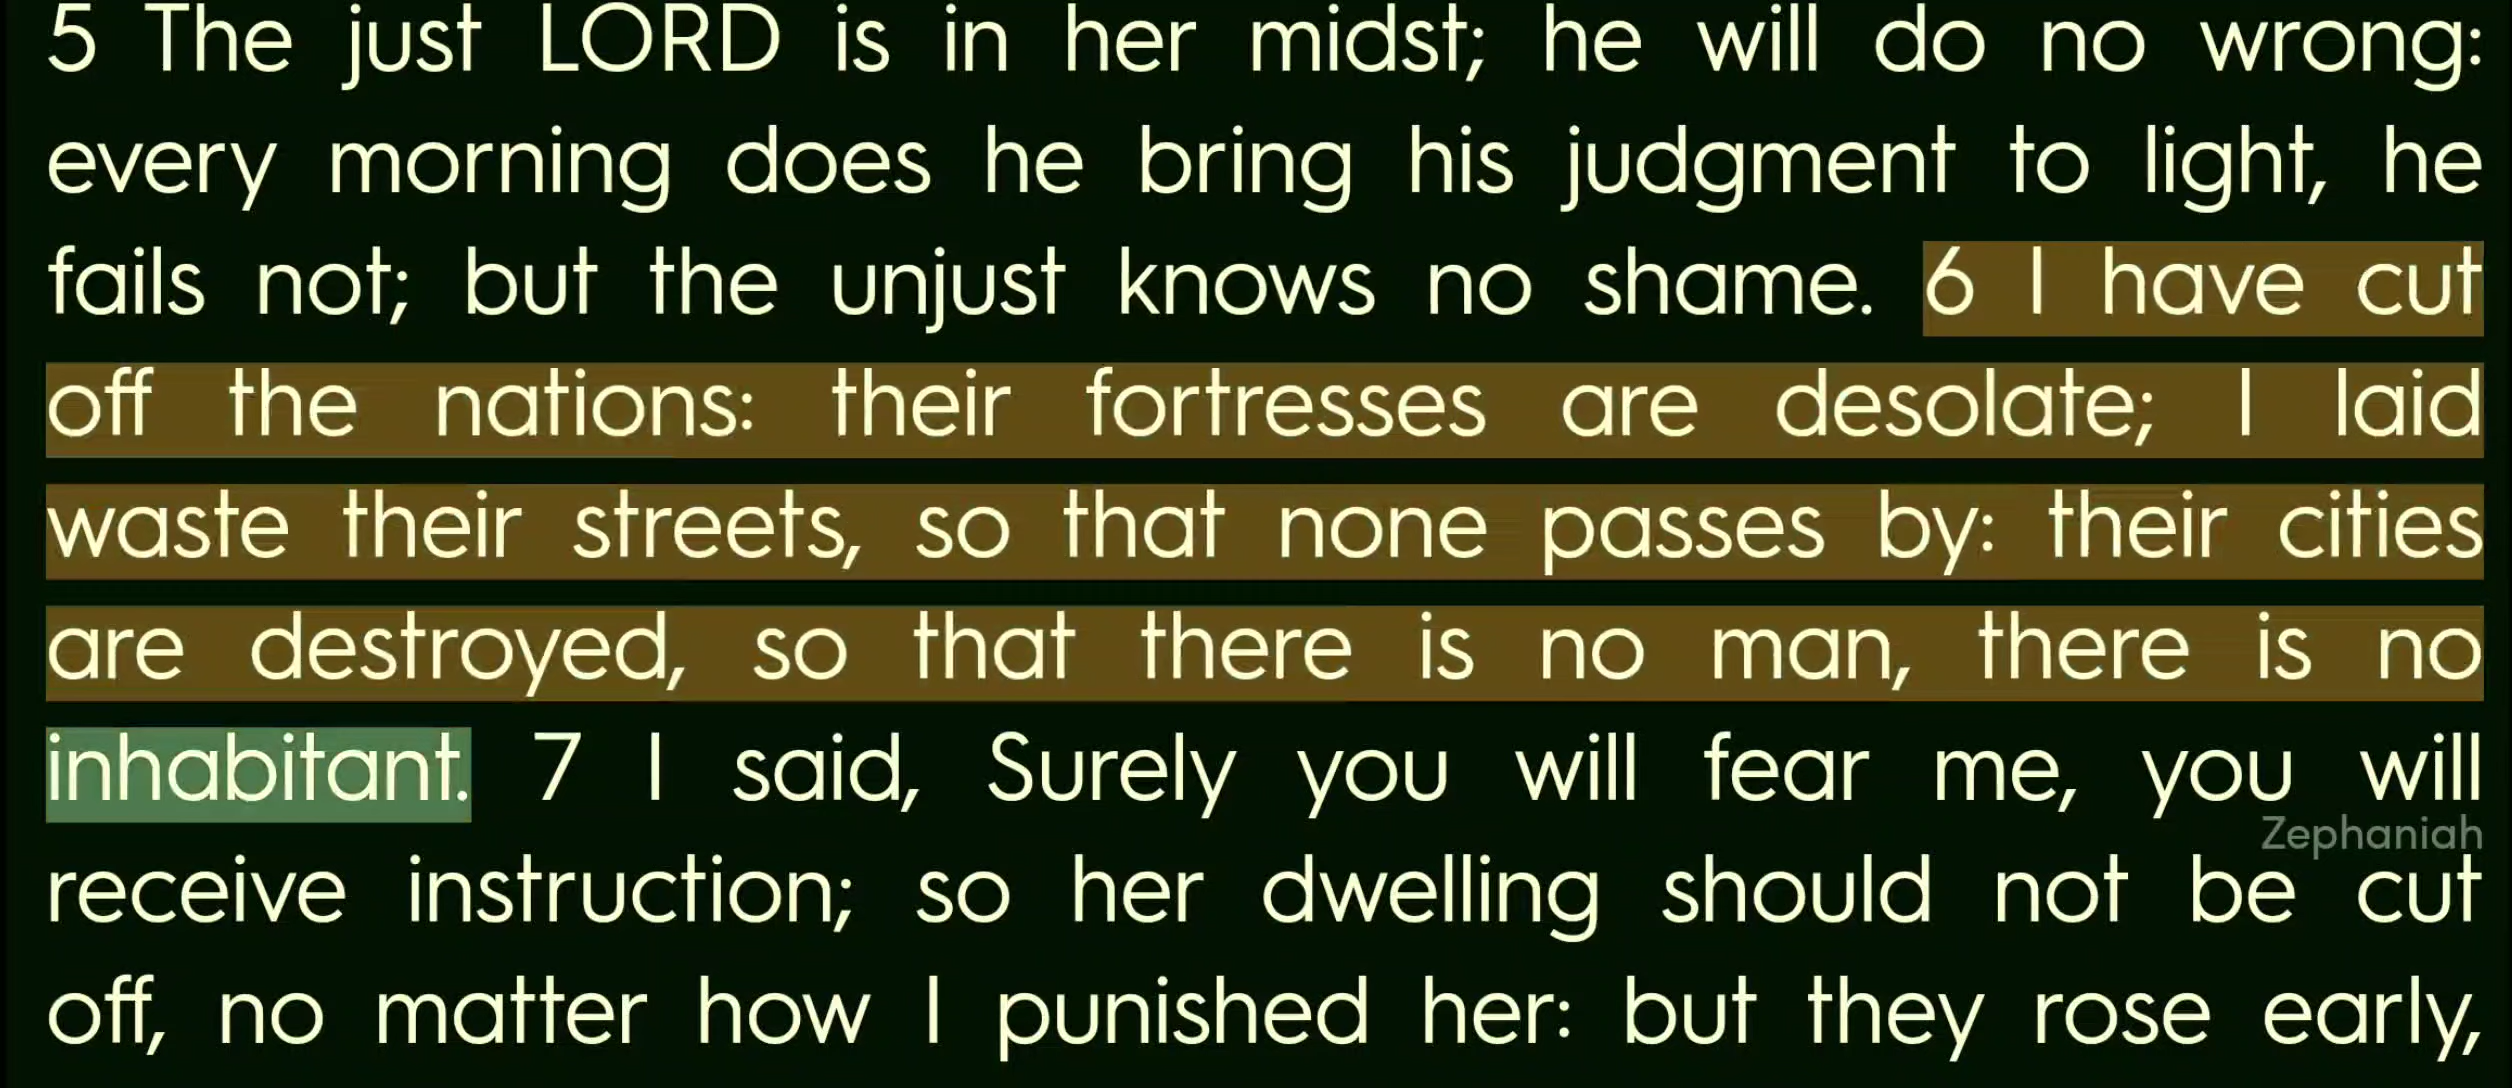 5 The just LORD is in her midst; he will do no wrong:
every morning does he bring his judgment to light, he
fails not; but the unjust knows no shame. 6 I have cut
off the nations: their fortresses are desolate; I laid
waste their streets, so that none passes by: their cities
are destroyed, so that there is no man, there is no
inhabitant. 7 I said, Surely you will fear me, you will
Zephaniah
receive instruction; so her dwelling should not be cut
off, no matter how I punished her: but they rose early,